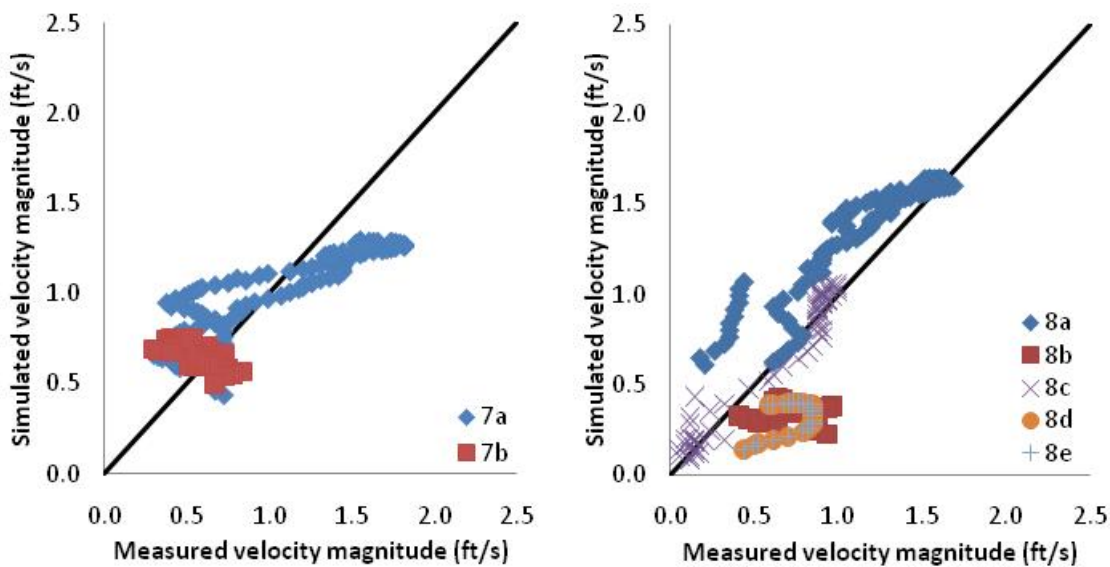 Simulated velocity magnitude (ft/s)
2.5
2.0
1.5
1.0
0.5
0.0
7a
7b
0.0 0.5 1.0 1.5 2.0 2.5
Measured velocity magnitude (ft/s)
Simulated velocity magnitude (ft/s)
2.5
2.0
1.5
1.0
0.5
0.0
8a
8b
8c
8d
8e
0.0 0.5 1.0 1.5 2.0 2.5
Measured velocity magnitude (ft/s)